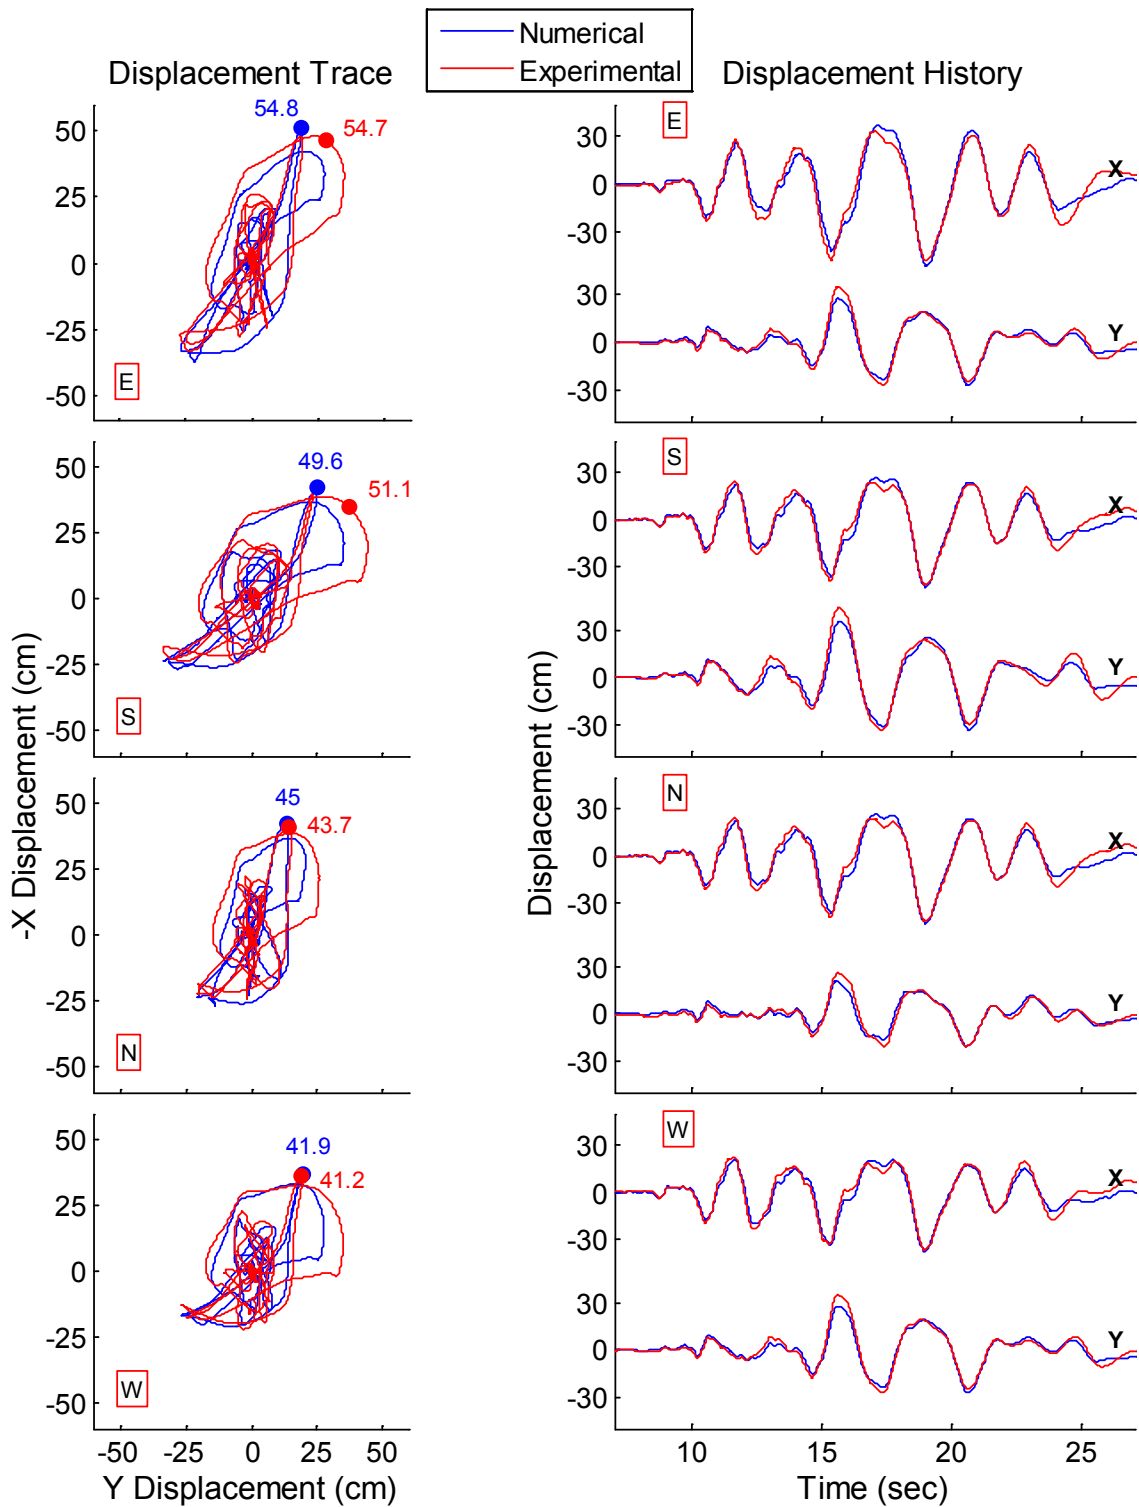 Numerical
Experimental
Displacement Trace
Displacement History
54.8
54.7
50
25
0
-25
-50
E
E
30
0
-30
X
30
0
-30
Y
49.6
51.1
50
25
0
-25
-50
S
S
30
0
-30
X
30
0
-30
Y
45
43.7
50
25
0
-25
-50
N
N
30
0
-30
X
30
0
-30
Y
41.9
41.2
50
25
0
-25
-50
W
W
30
0
-30
X
30
0
-30
Y
-X Displacement (cm)
Displacement (cm)
-50 -25 0 25 50
10 15 20 25
Y Displacement (cm)
Time (sec)